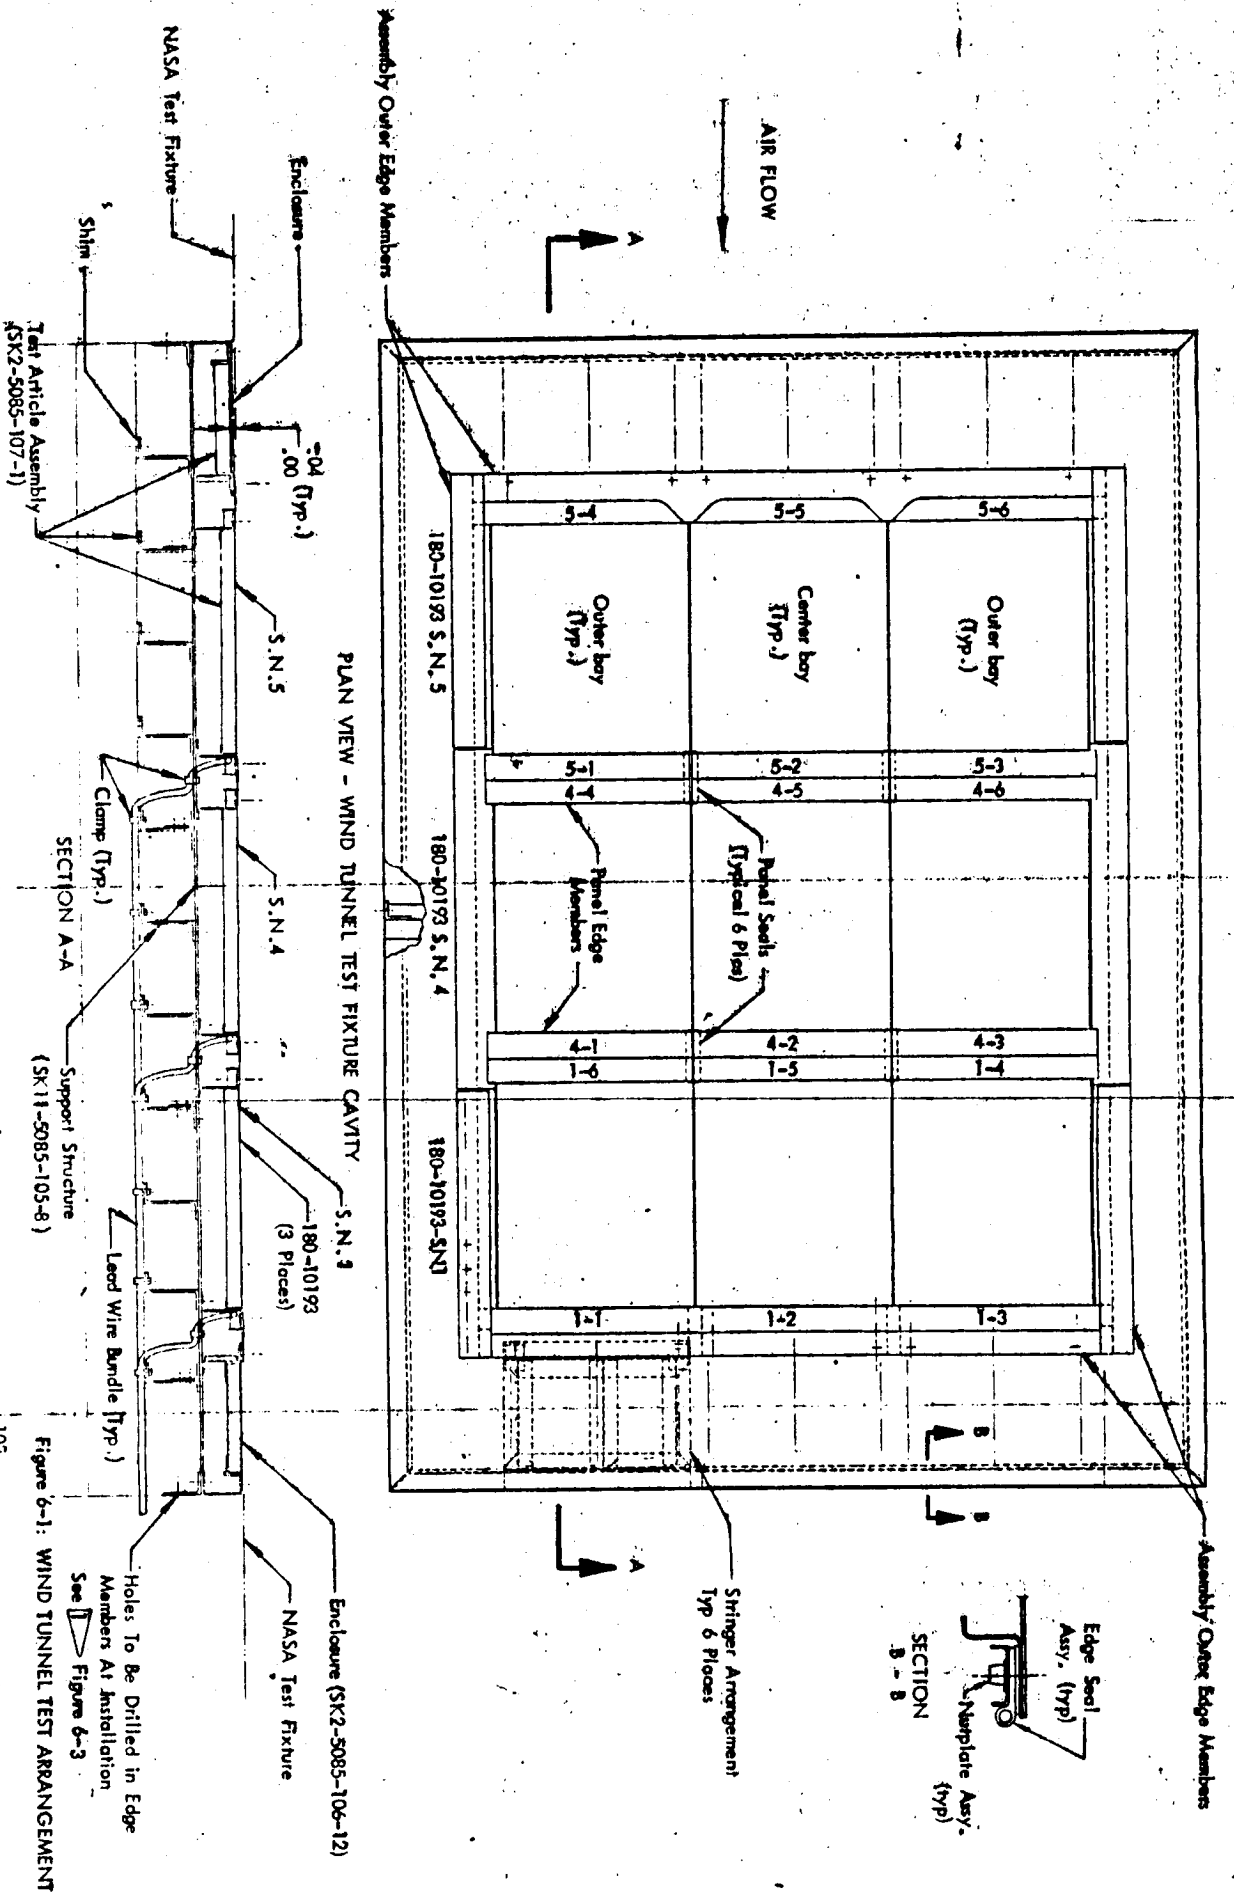 AIR FLOW
Assembly Outer Edge Members
A
A
Assembly Outer Edge Members
5-4
5-5
5-6
Outer bay
(Typ.)
Center bay
(Typ.)
Outer bay
(Typ.)
5-1
5-2
5-3
4-4
4-5
4-6
Panel Edge
Members
Panel Seals
(Typical 6 Plcs)
4-1
4-2
4-3
1-6
1-5
1-4
1-1
1-2
1-3
180-10193 S.N. 5
180-10193 S.N. 4
180-10193-SN1
B
B
Stringer Arrangement
Typ 6 Places
Edge Seal
Assy. (typ)
Nutplate Assy.
(typ)
SECTION
B - B
PLAN VIEW - WIND TUNNEL TEST FIXTURE CAVITY
NASA Test Fixture
Enclosure
Shim
.04
.00 (Typ.)
Test Article Assembly
(SK2-5085-107-1)
S.N.5
S.N.4
S.N.1
180-10193
(3 Places)
Clamp (Typ.)
SECTION A-A
Support Structure
(SK11-5085-105-8)
Lead Wire Bundle (Typ.)
Enclosure (SK2-5085-106-12)
NASA Test Fixture
Holes To Be Drilled in Edge
Members At Installation
See 1 Figure 6-3
Figure 6-1: WIND TUNNEL TEST ARRANGEMENT
105